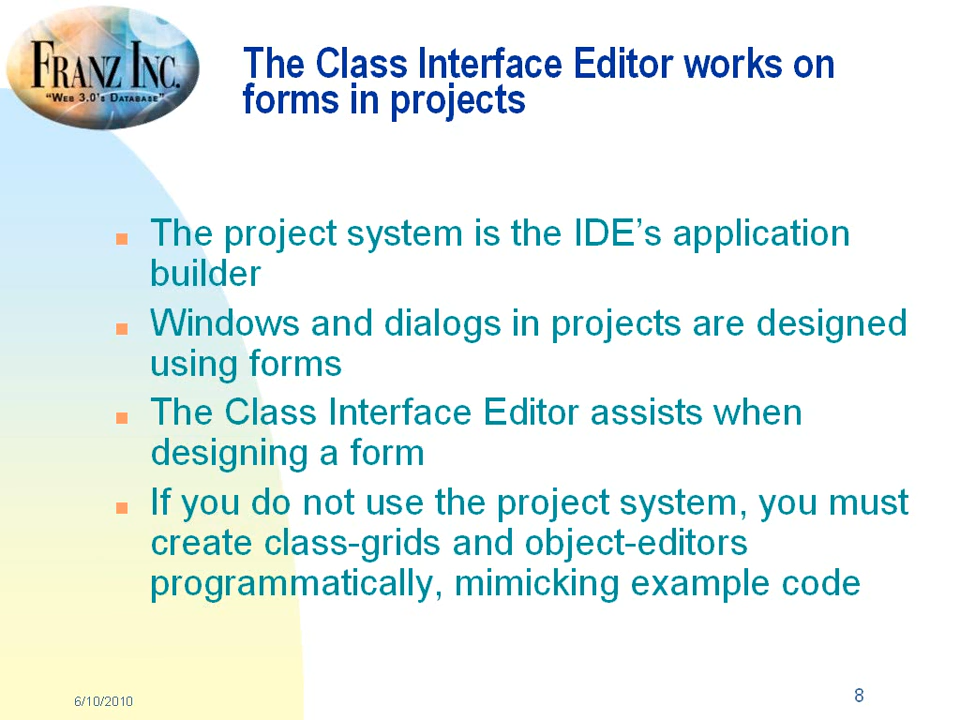 FRANZ INC.
"WEB 3.0'S DATABASE"
The Class Interface Editor works on
forms in projects
The project system is the IDE's application
builder
Windows and dialogs in projects are designed
using forms
The Class Interface Editor assists when
designing a form
If you do not use the project system, you must
create class-grids and object-editors
programmatically, mimicking example code
6/10/2010
8